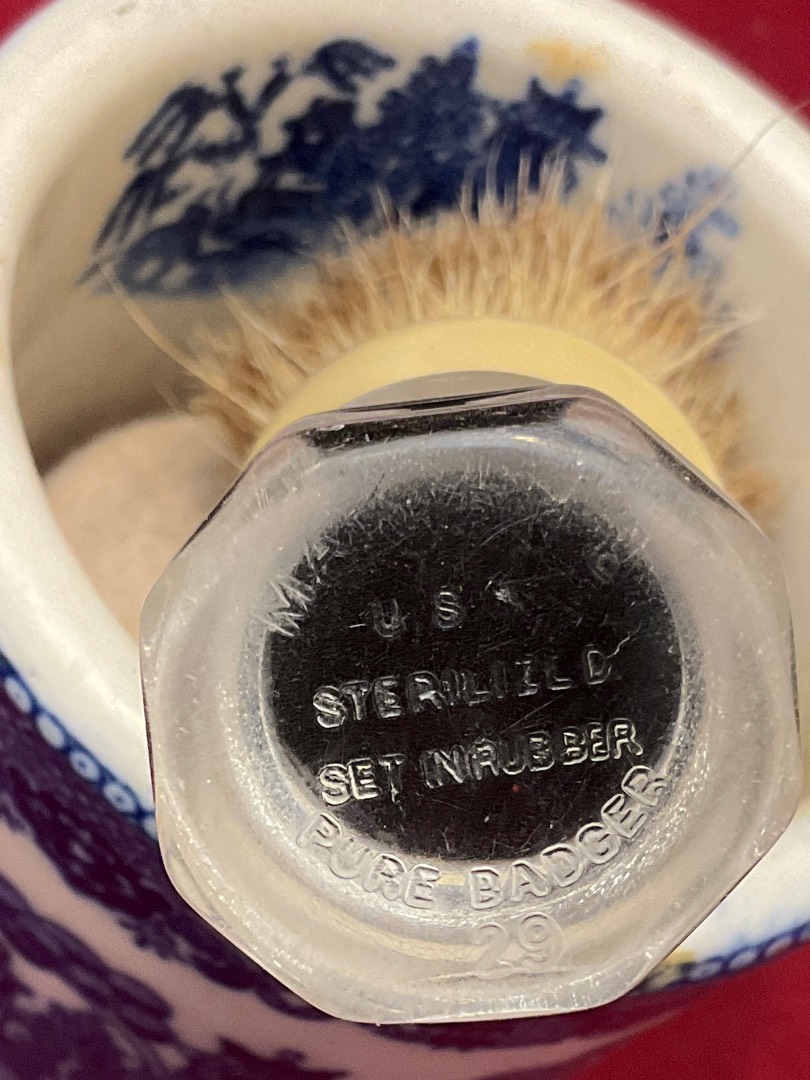 U S
STERILIZED
SET IN RUBBER
PURE BADGER
29